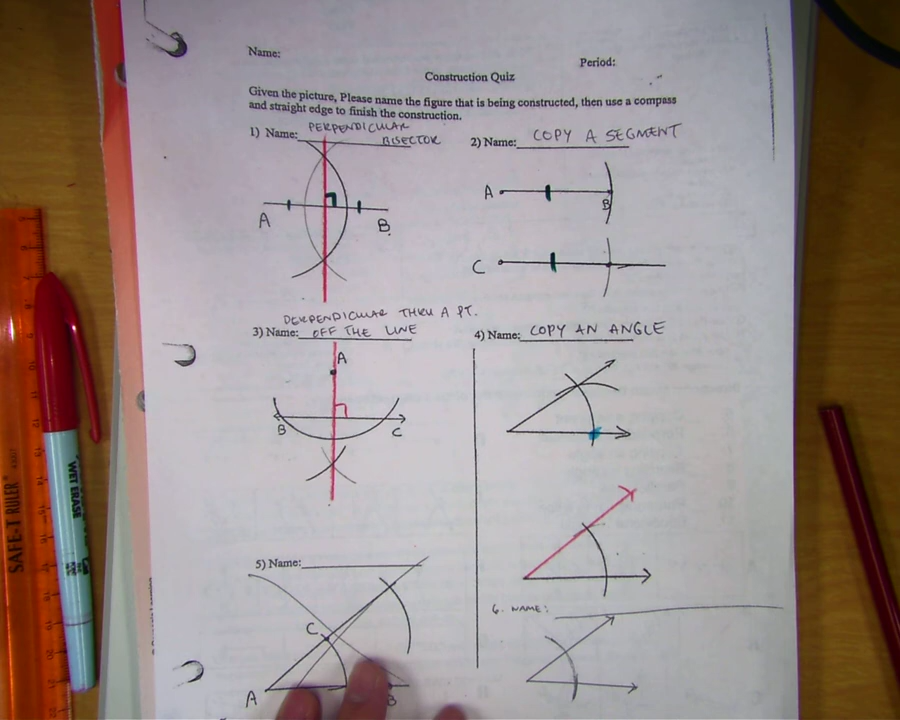 Name:
Period:
Construction Quiz
Given the picture, Please name the figure that is being constructed, then use a compass
and straight edge to finish the construction.
1) Name: PERPENDICULAR
BISECTOR
2) Name: COPY A SEGMENT
A
B
A
B
C
PERPENDICULAR THRU A PT.
3) Name: OFF THE LINE
4) Name: COPY AN ANGLE
A
B
C
5) Name:
6. NAME:
C
A
B
SAFE-T RULER
WET ERASE